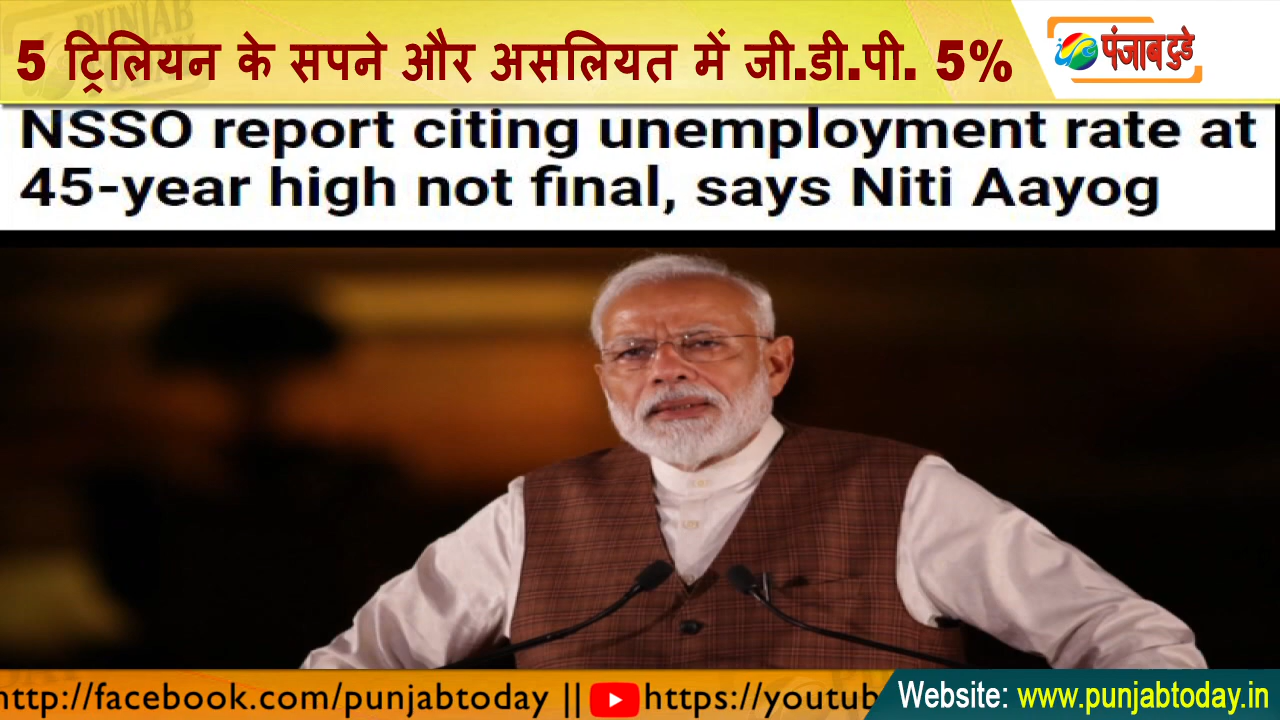 5 ट्रिलियन के सपने और असलियत में जी.डी.पी. 5%
पंजाब टुडे
PUNJAB
NSSO report citing unemployment rate at
45-year high not final, says Niti Aayog
http://facebook.com/punjabtoday || https://youtub
Website: www.punjabtoday.in